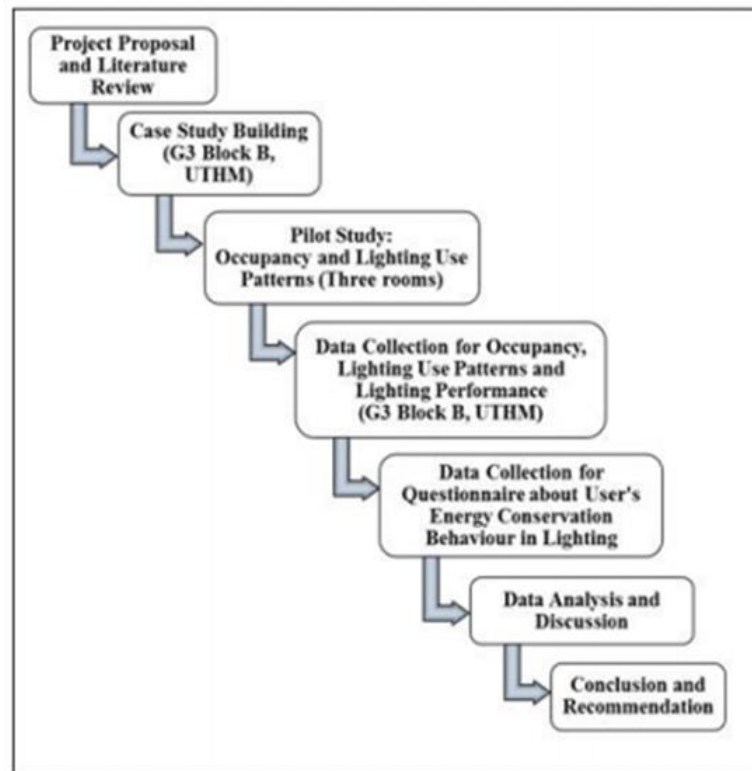 Project Proposal
and Literature
Review
Case Study Building
(G3 Block B,
UTHM)
Pilot Study:
Occupancy and Lighting Use
Patterns (Three rooms)
Data Collection for Occupancy,
Lighting Use Patterns and
Lighting Performance
(G3 Block B, UTHM)
Data Collection for
Questionnaire about User's
Energy Conservation
Behaviour in Lighting
Data Analysis and
Discussion
Conclusion and
Recommendation